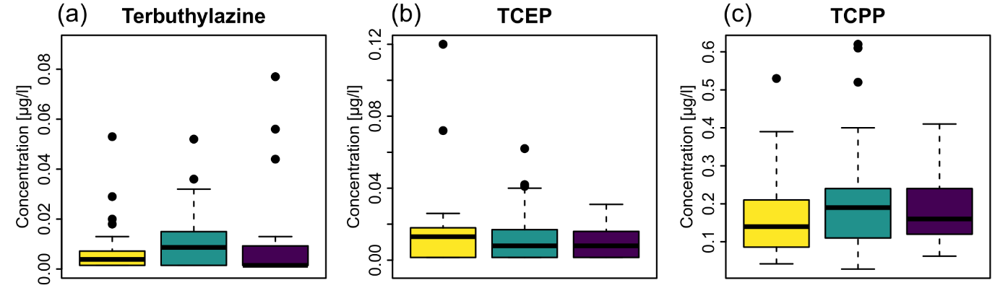 (a) Terbuthylazine
Concentration [µg/l]
0.08
0.06
0.04
0.02
0.00
(b) TCEP
Concentration [µg/l]
0.12
0.08
0.04
0.00
(c) TCPP
Concentration [µg/l]
0.6
0.5
0.4
0.3
0.2
0.1